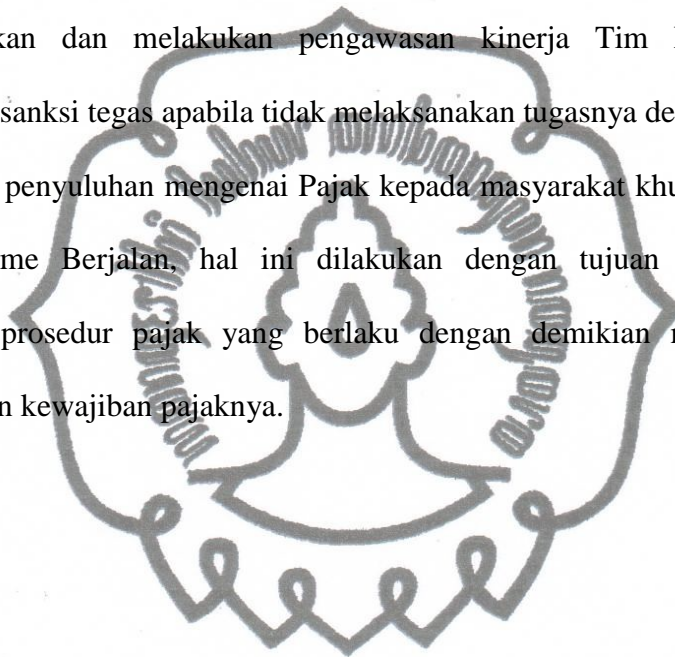 kan dan melakukan pengawasan kinerja Tim
sanksi tegas apabila tidak melaksanakan tugasnya de
penyuluhan mengenai Pajak kepada masyarakat khu
me Berjalan, hal ini dilakukan dengan tujuan
prosedur pajak yang berlaku dengan demikian
n kewajiban pajaknya.